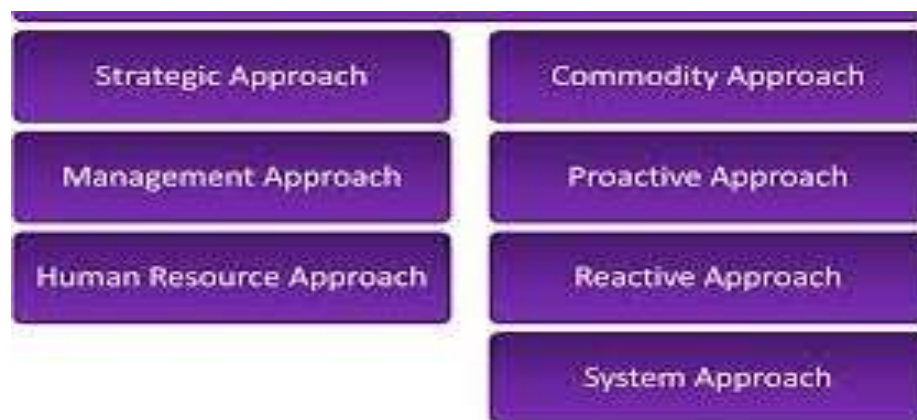 Strategic Approach
Commodity Approach
Management Approach
Proactive Approach
Human Resource Approach
Reactive Approach
System Approach